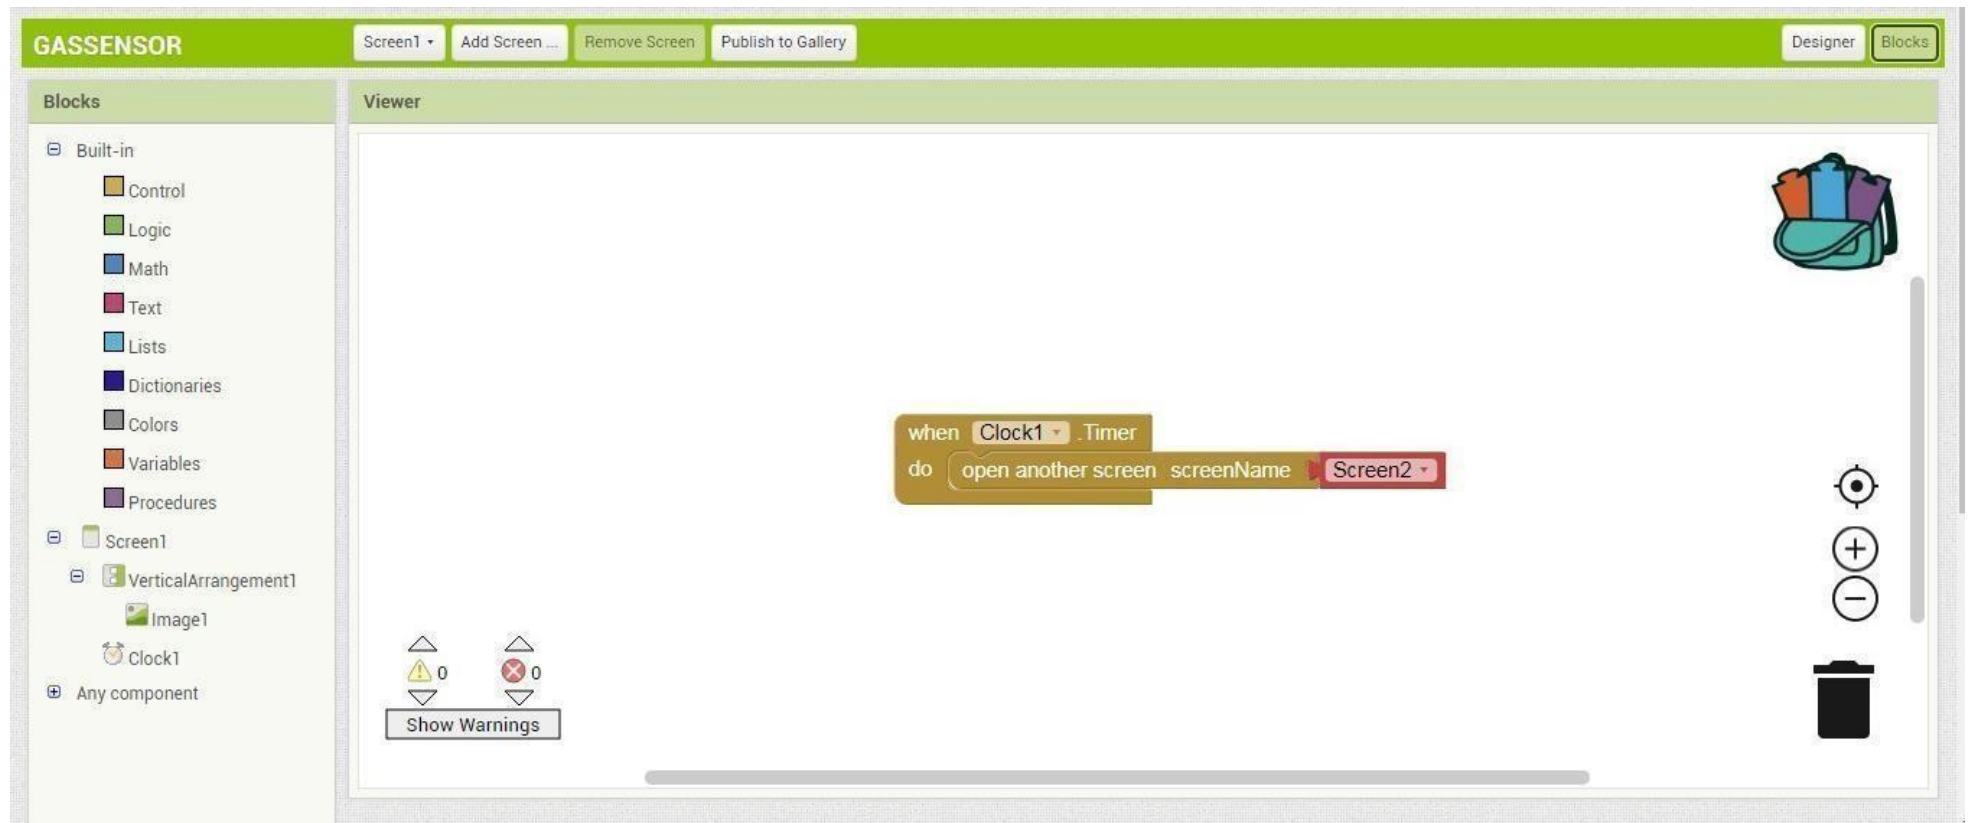 GASSENSOR
Screen1
Add Screen ...
Remove Screen
Publish to Gallery
Designer
Blocks
Blocks
Viewer
Built-in
Control
Logic
Math
Text
Lists
Dictionaries
Colors
Variables
Procedures
Screen1
VerticalArrangement1
Image1
Clock1
Any component
when Clock1 .Timer
do open another screen screenName Screen2
0 0
Show Warnings